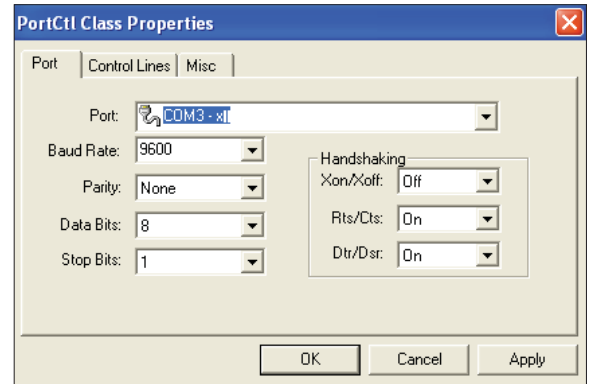 PortCtl Class Properties
Port Control Lines Misc
Port: COM3 - x
Baud Rate: 9600
Parity: None
Data Bits: 8
Stop Bits: 1
Handshaking
Xon/Xoff: Off
Rts/Cts: On
Dtr/Dsr: On
OK Cancel Apply